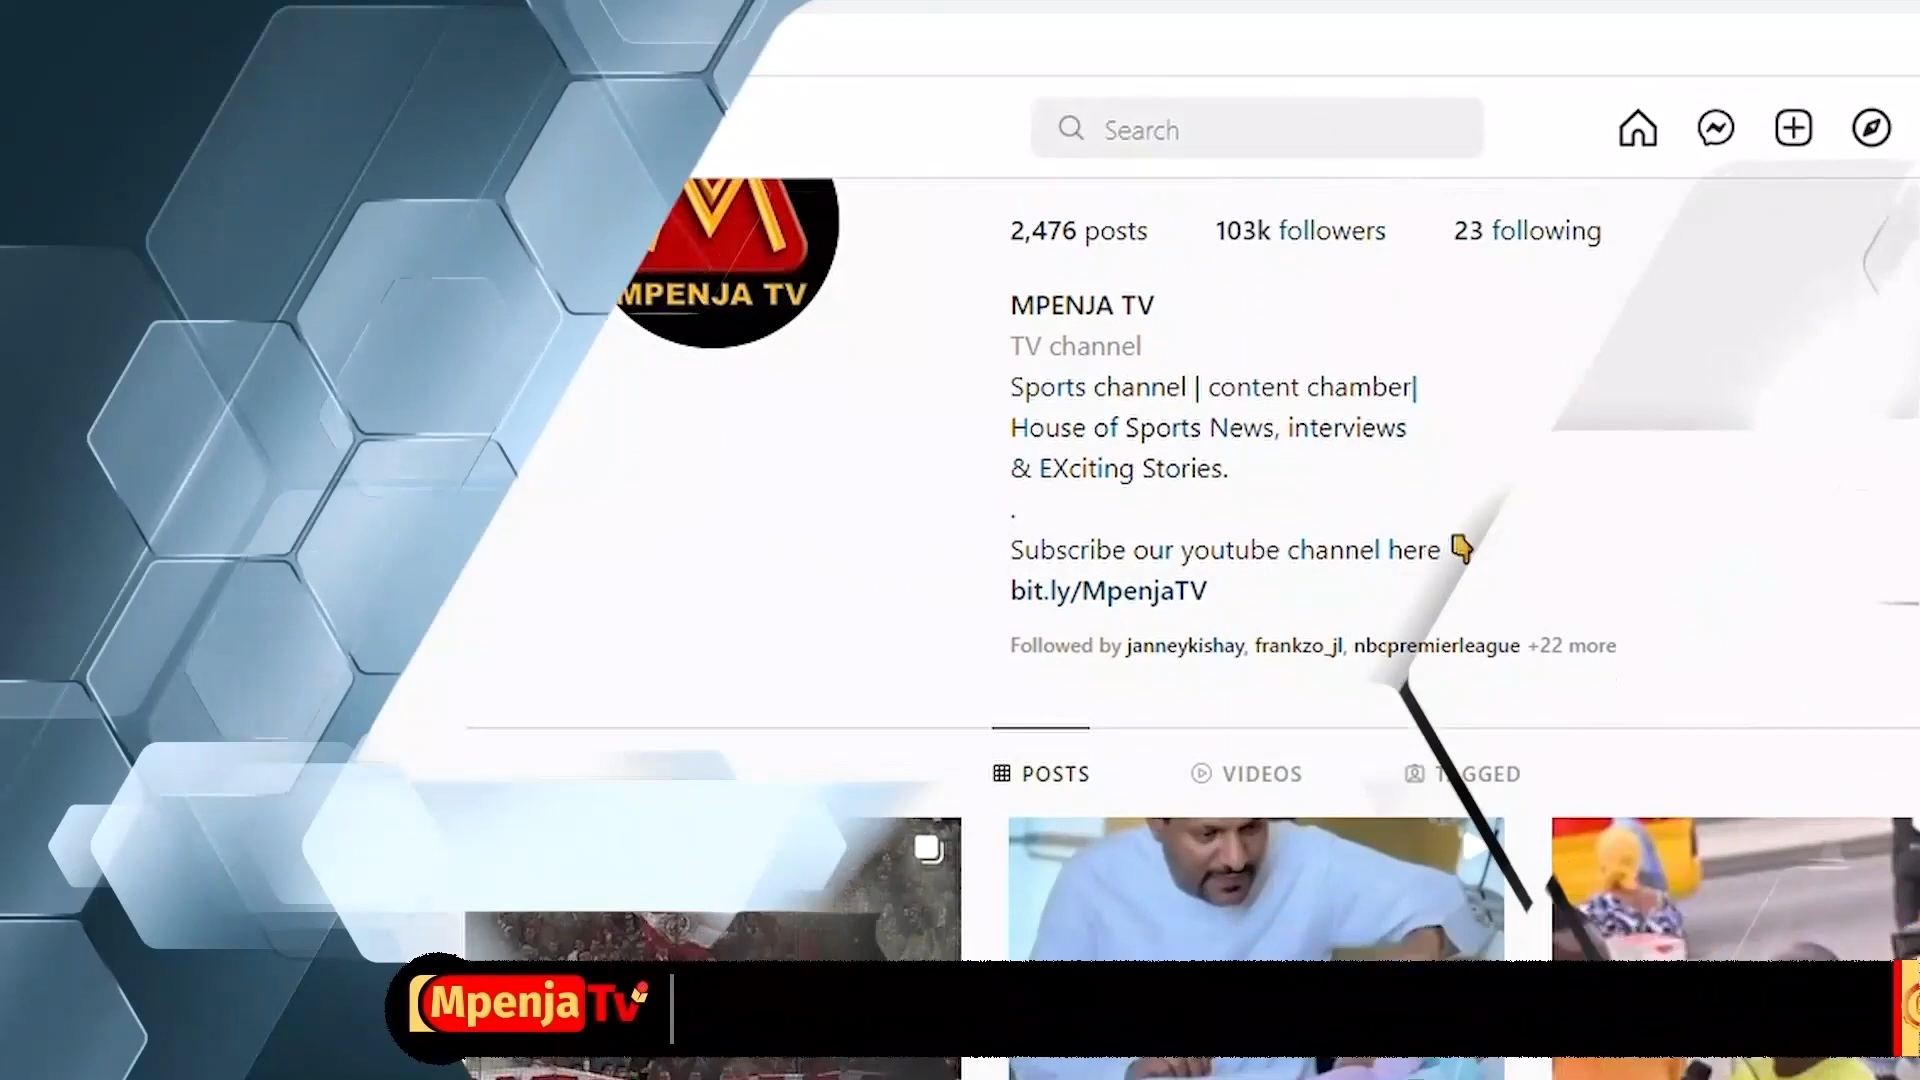 Search
2,476 posts 103k followers 23 following
MPENJA TV
MPENJA TV
TV channel
Sports channel | content chamber|
House of Sports News, interviews
& EXciting Stories.
.
Subscribe our youtube channel here 👇
bit.ly/MpenjaTV
Followed by janneykishay, frankzo_jl, nbcpremierleague +22 more
POSTS VIDEOS TAGGED
Mpenja Tv